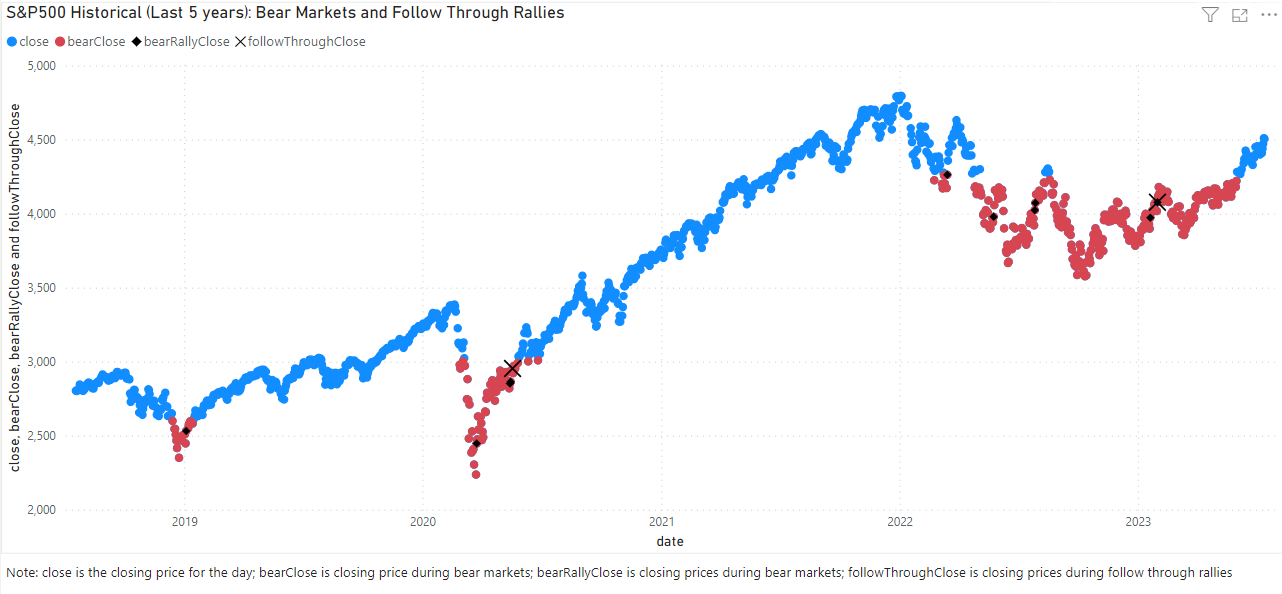 S&P500 Historical (Last 5 years): Bear Markets and Follow Through Rallies
close bearClose bearRallyClose followThroughClose
close, bearClose, bearRallyClose and followThroughClose
5,000
4,500
4,000
3,500
3,000
2,500
2,000
2019 2020 2021 2022 2023
date
Note: close is the closing price for the day; bearClose is closing price during bear markets; bearRallyClose is closing prices during bear markets; followThroughClose is closing prices during follow through rallies